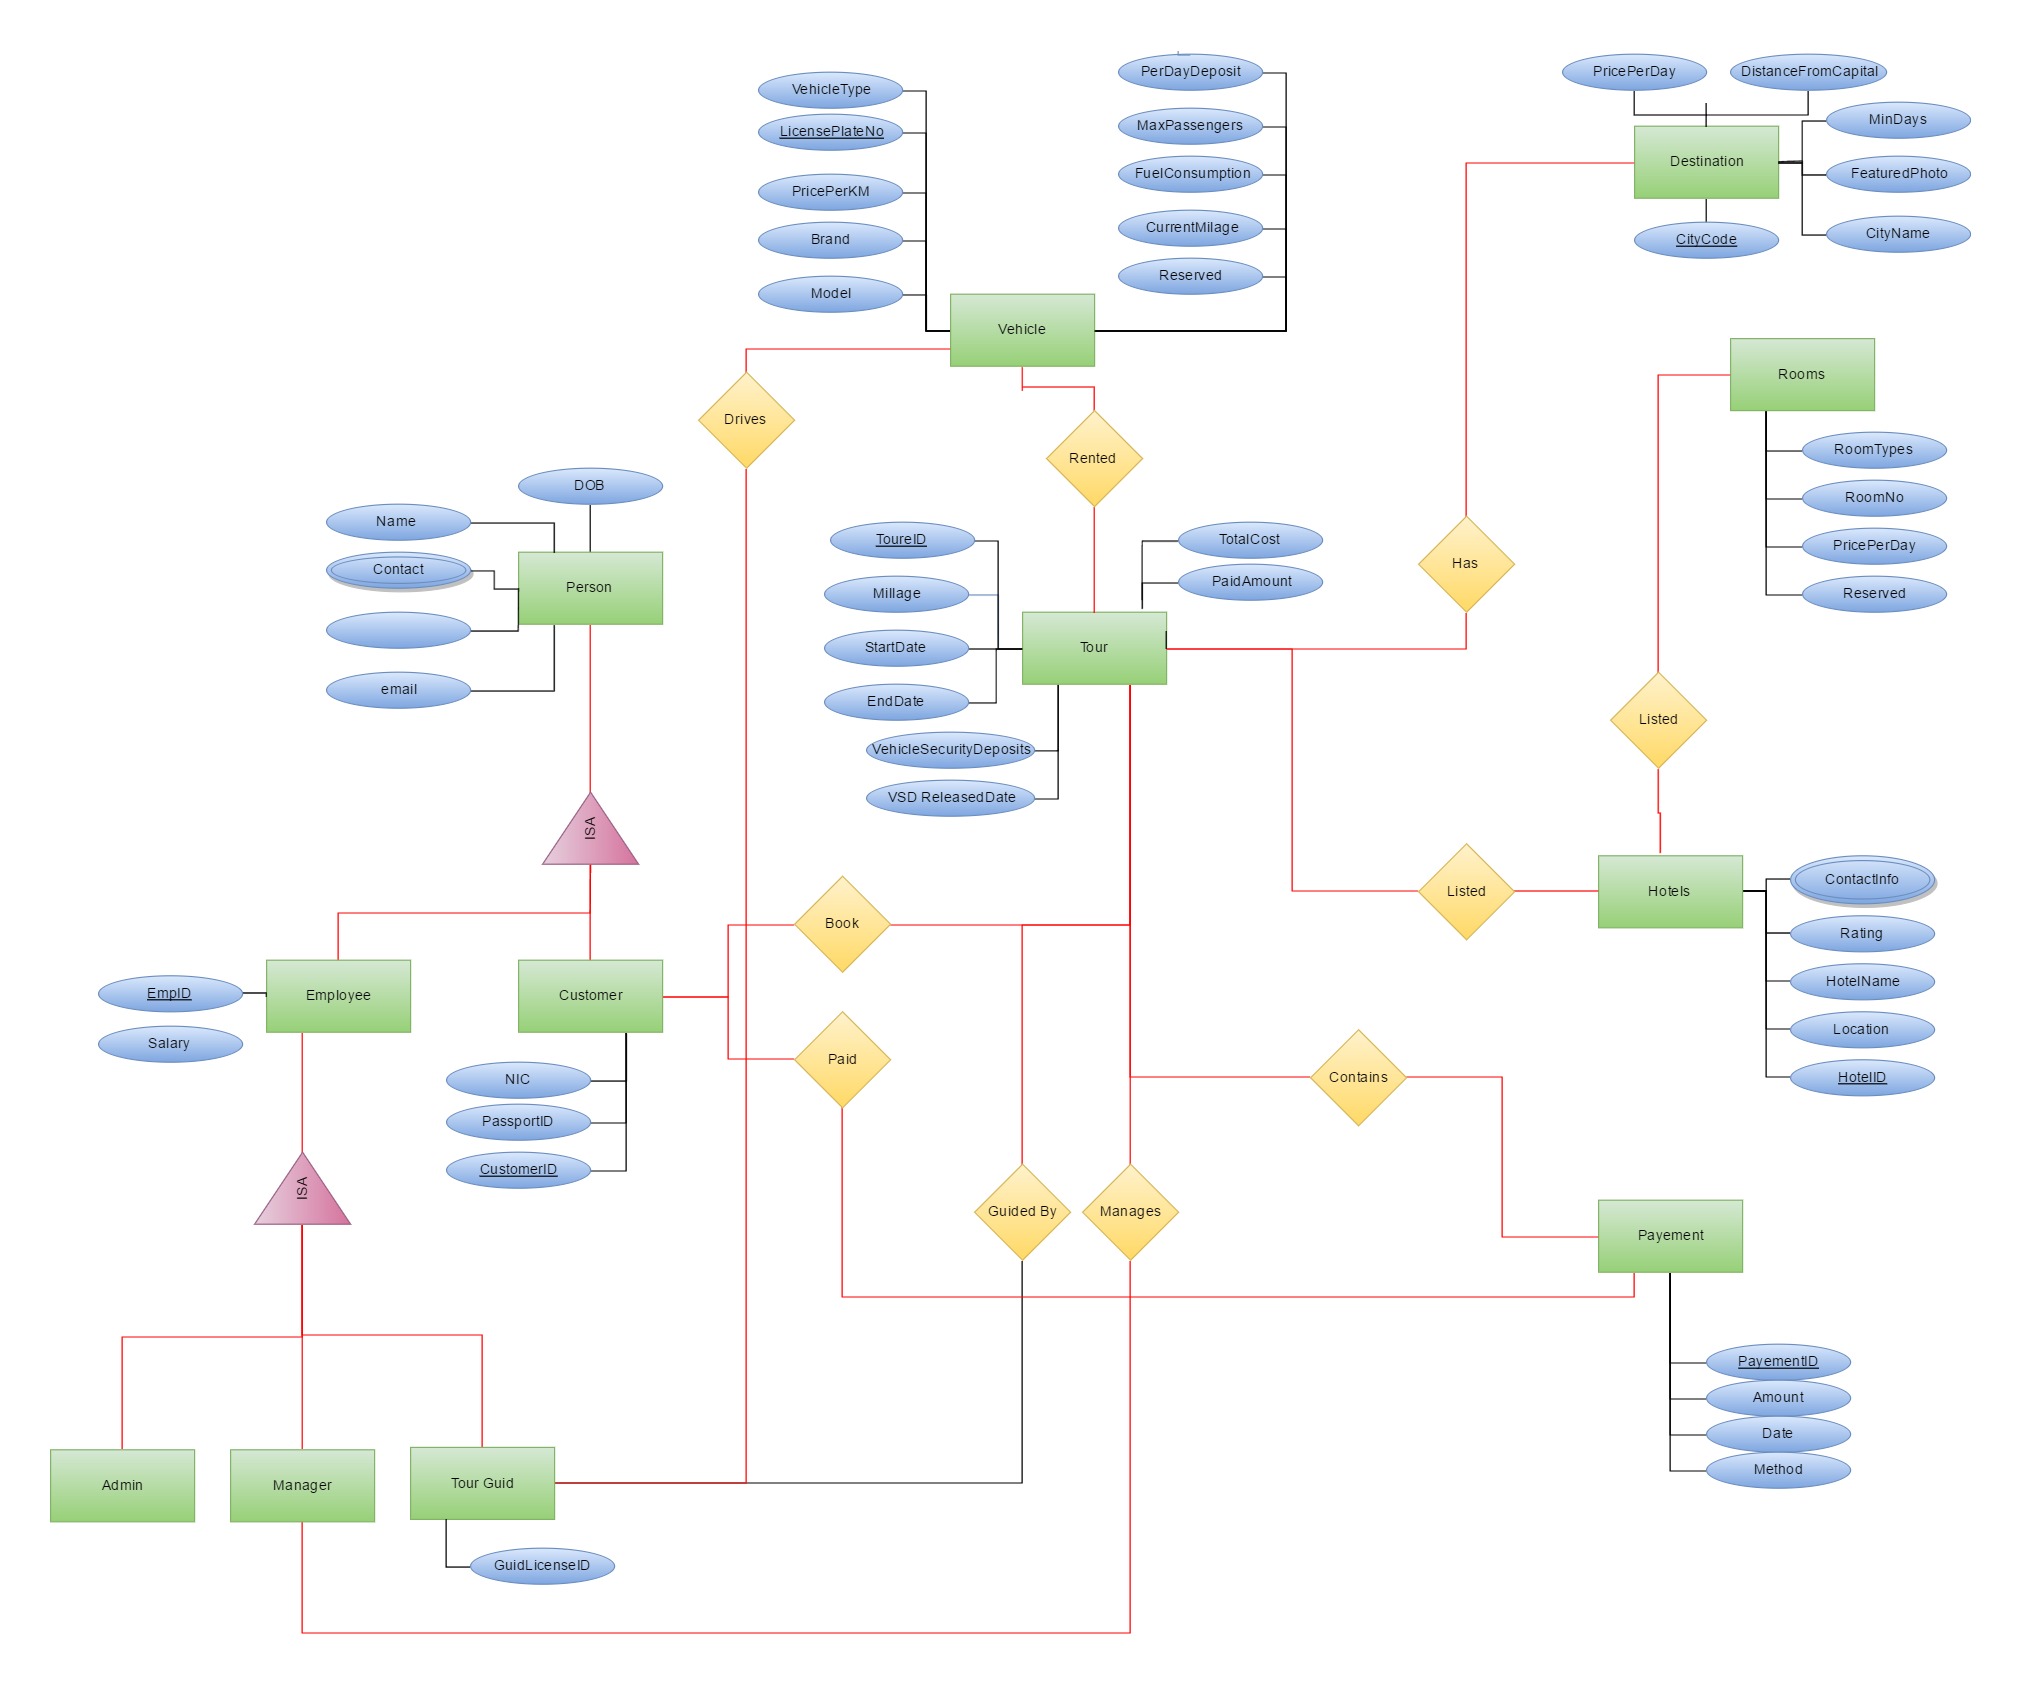 PerDayDeposit
PricePerDay
DistanceFromCapital
VehicleType
LicensePlateNo
MaxPassengers
MinDays
Destination
FuelConsumption
FeaturedPhoto
PricePerKM
CurrentMilage
CityName
Brand
CityCode
Reserved
Model
Vehicle
Rooms
Drives
Rented
RoomTypes
DOB
RoomNo
Name
ToureID
TotalCost
PricePerDay
Has
Contact
Person
PaidAmount
Millage
Reserved
StartDate
Tour
email
EndDate
Listed
VehicleSecurityDeposits
VSD ReleasedDate
ISA
ContactInfo
Listed
Hotels
Book
Rating
HotelName
EmpID
Employee
Customer
Location
Salary
Paid
Contains
HotelID
NIC
PassportID
CustomerID
ISA
Guided By
Manages
Payement
PayementID
Amount
Date
Method
Admin
Manager
Tour Guid
GuidLicenseID